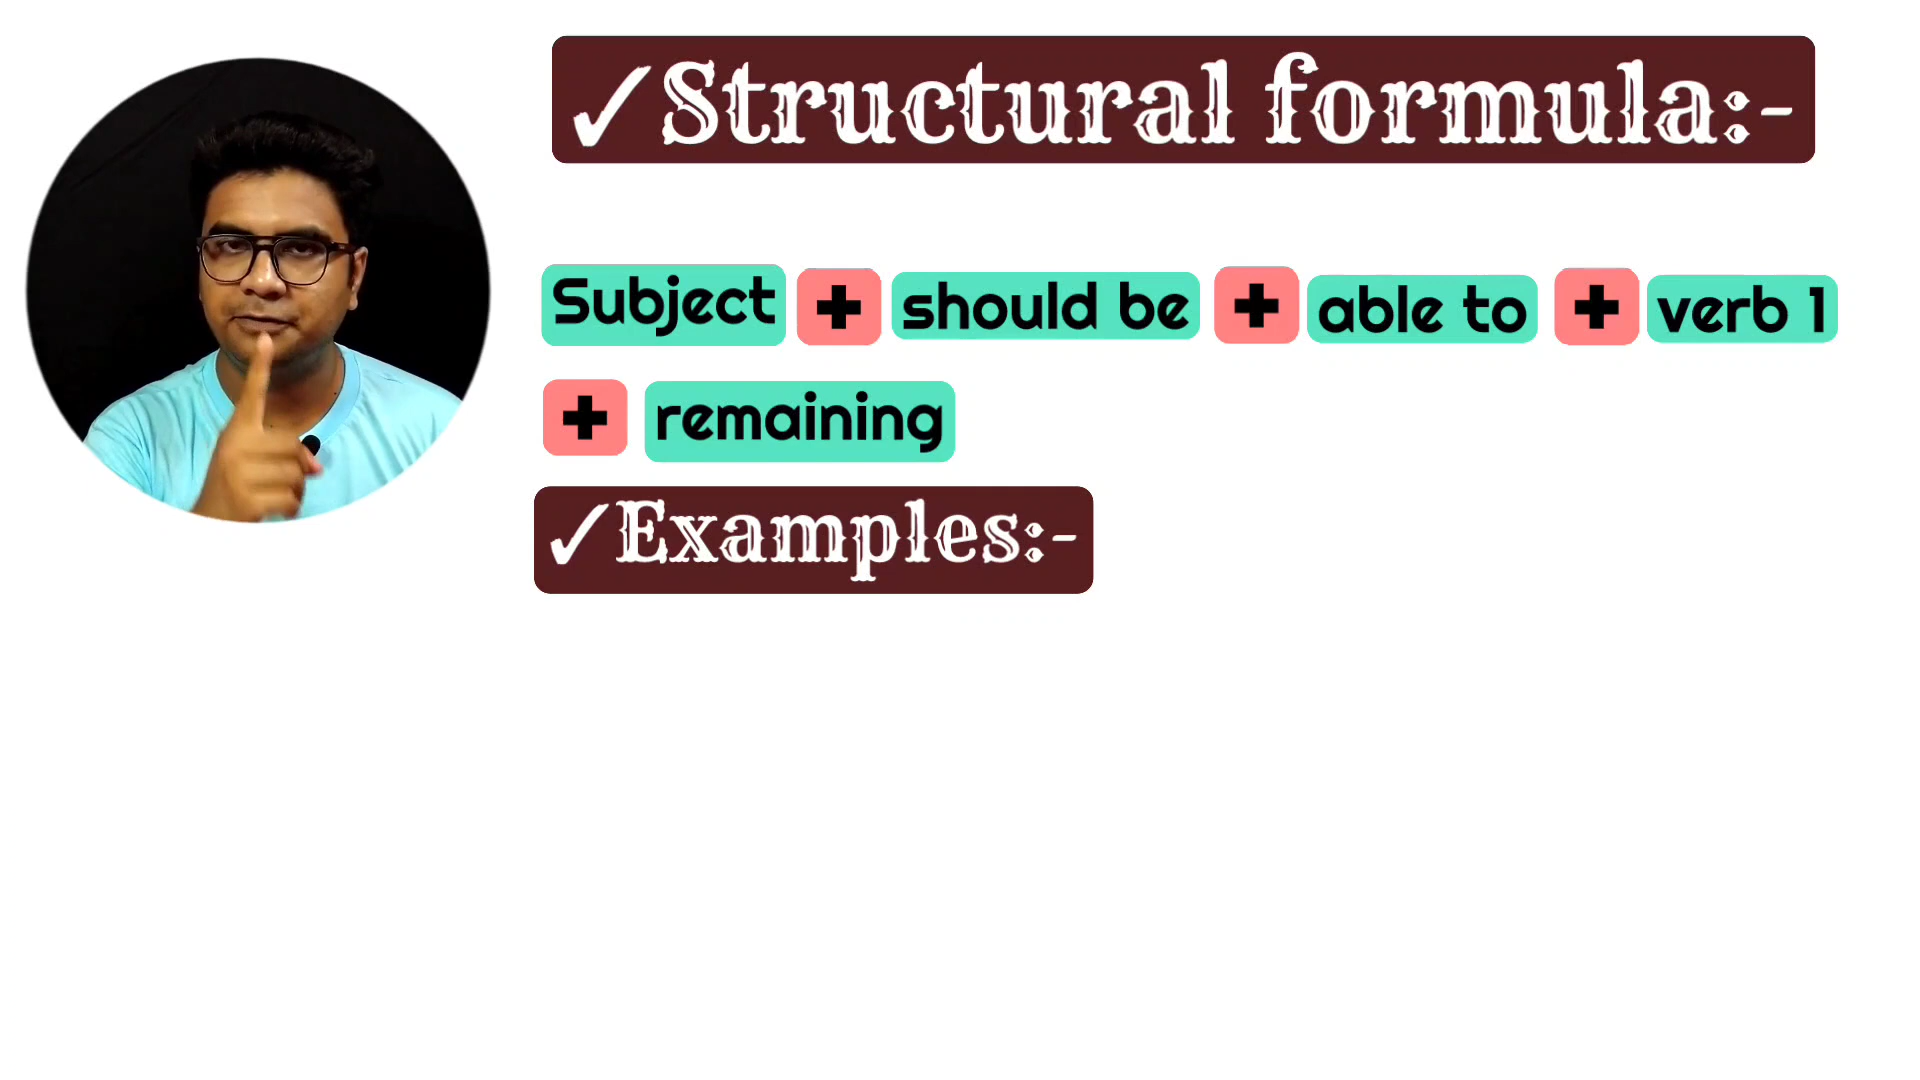 ✓Structural formula:-
Subject + should be + able to + verb 1
+ remaining
✓Examples:-